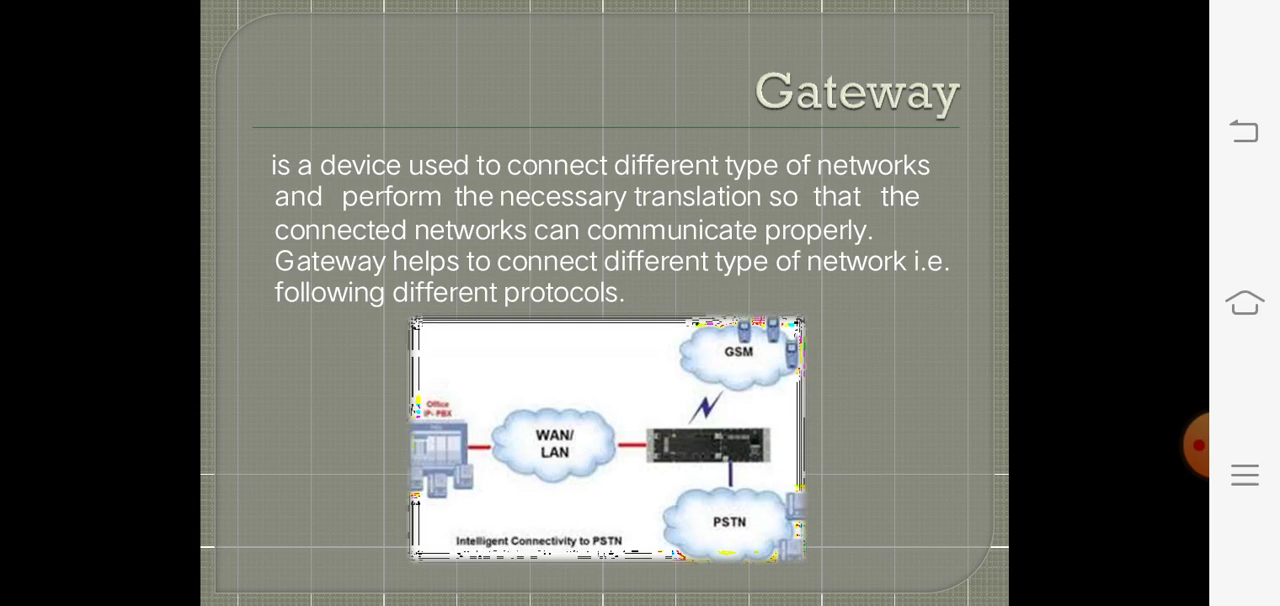 Gateway
is a device used to connect different type of networks
and perform the necessary translation so that the
connected networks can communicate properly.
Gateway helps to connect different type of network i.e.
following different protocols.
GSM
Office
IP- PBX
WAN/
LAN
PSTN
Intelligent Connectivity to PSTN